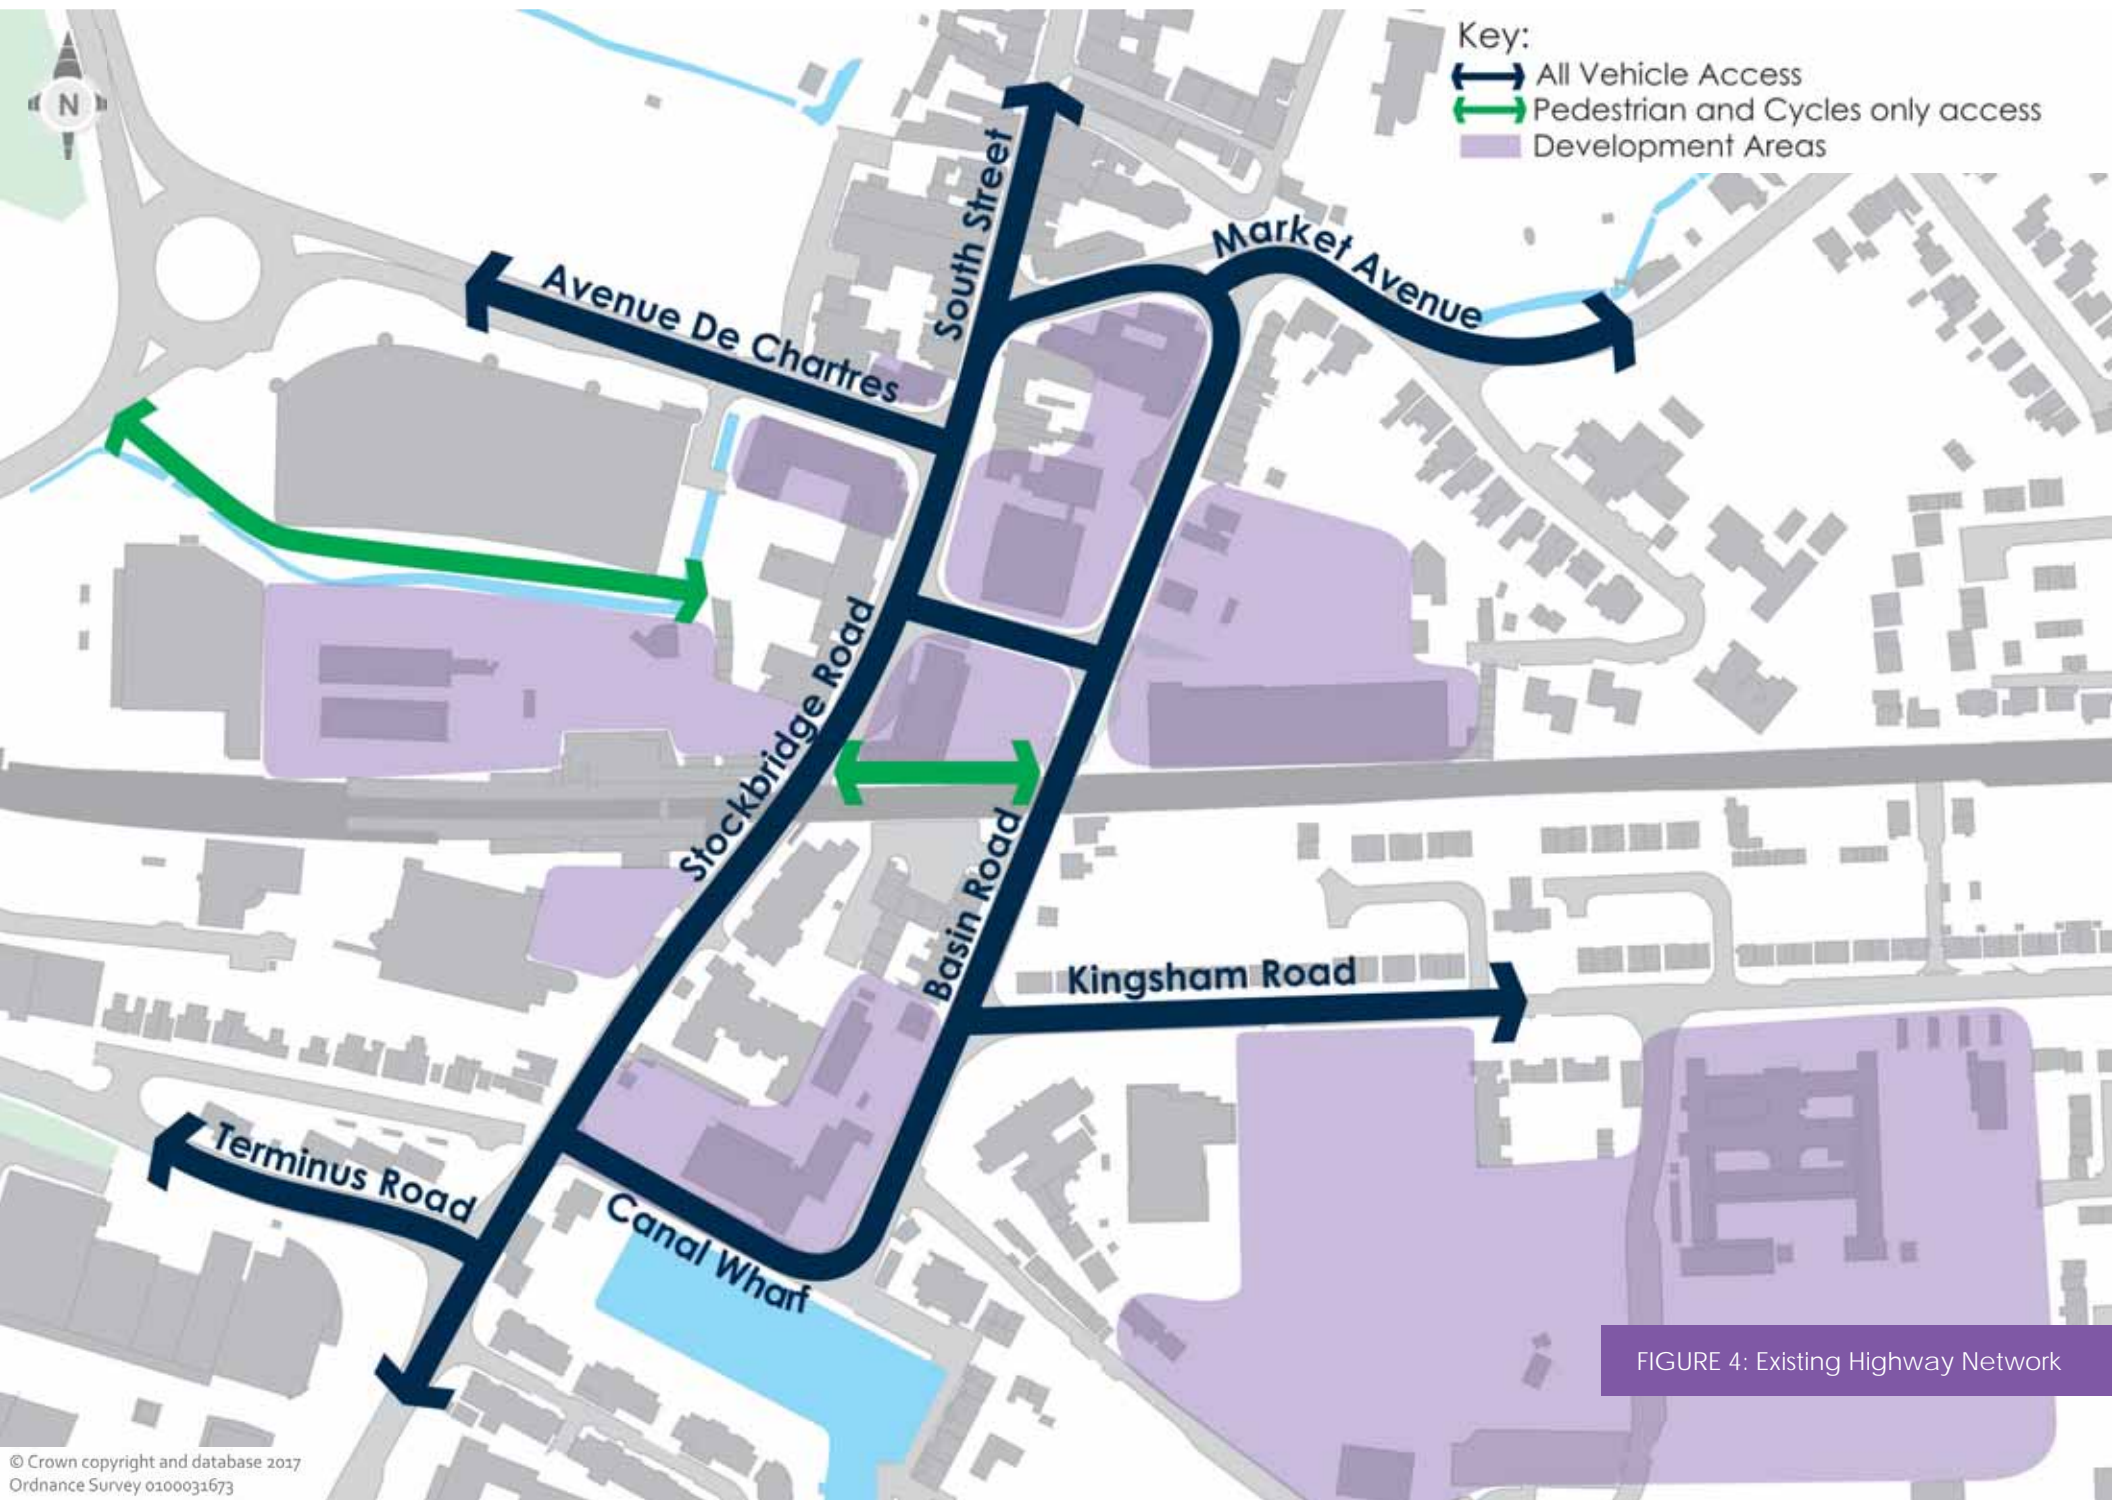 Key:
All Vehicle Access
Pedestrian and Cycles only access
Development Areas
N
South Street
Market Avenue
Avenue De Chartres
Stockbridge Road
Basin Road
Kingsham Road
Terminus Road
Canal Wharf
FIGURE 4: Existing Highway Network
© Crown copyright and database 2017
Ordnance Survey 0100031673